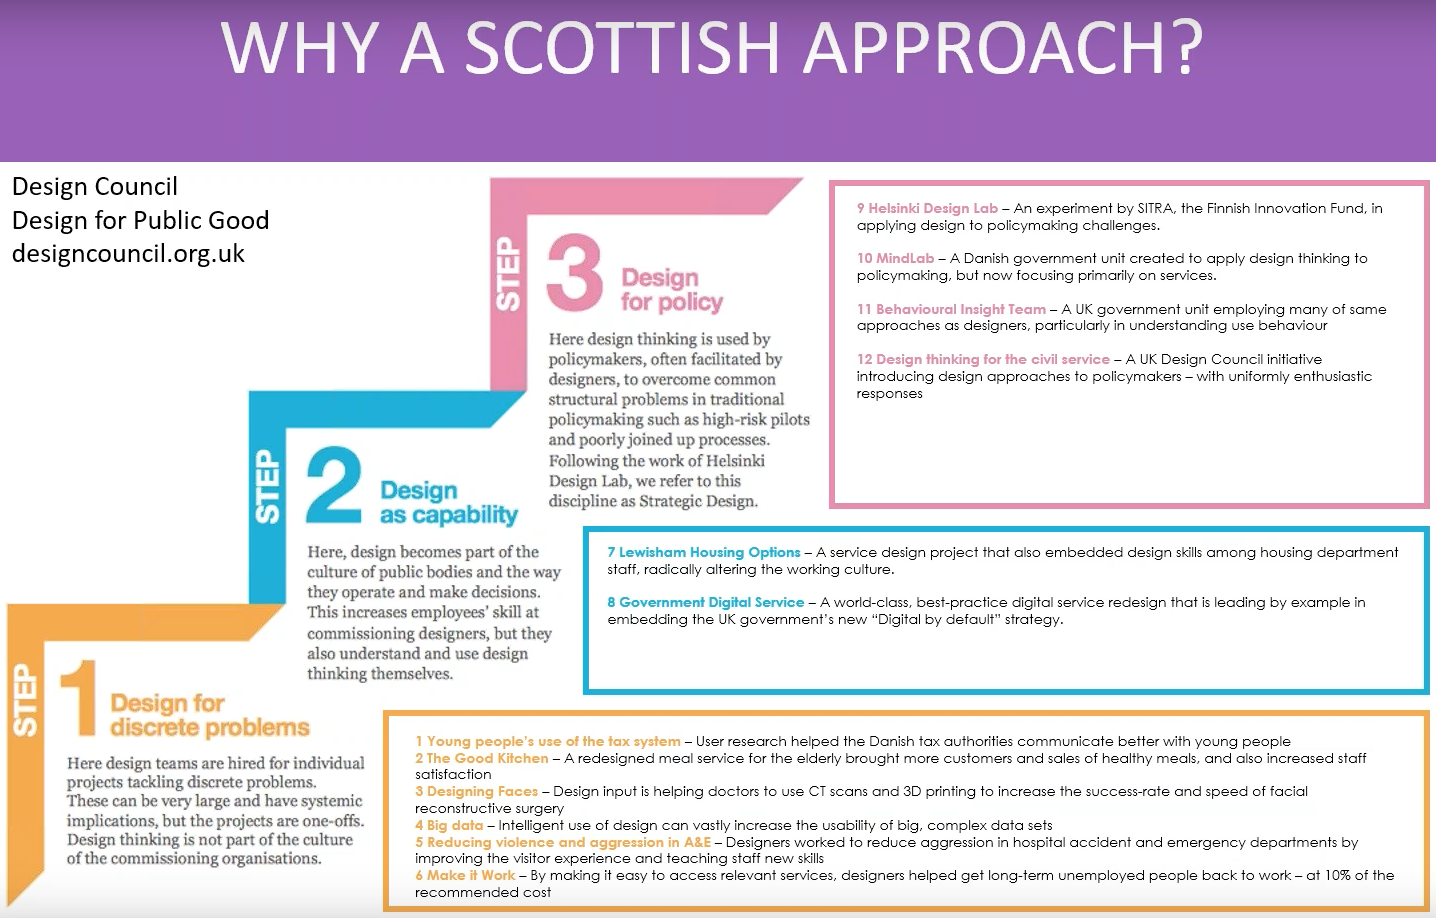 WHY A SCOTTISH APPROACH?
Design Council
Design for Public Good
designcouncil.org.uk
STEP
3 Design
for policy
Here design thinking is used by
policymakers, often facilitated by
designers, to overcome common
structural problems in traditional
policymaking such as high-risk pilots
and poorly joined up processes.
Following the work of Helsinki
Design Lab, we refer to this
discipline as Strategic Design.
9 Helsinki Design Lab – An experiment by SITRA, the Finnish Innovation Fund, in
applying design to policymaking challenges.
10 MindLab – A Danish government unit created to apply design thinking to
policymaking, but now focusing primarily on services.
11 Behavioural Insight Team – A UK government unit employing many of same
approaches as designers, particularly in understanding use behaviour
12 Design thinking for the civil service – A UK Design Council initiative
introducing design approaches to policymakers – with uniformly enthusiastic
responses
STEP
2 Design
as capability
Here, design becomes part of the
culture of public bodies and the way
they operate and make decisions.
This increases employees' skill at
commissioning designers, but they
also understand and use design
thinking themselves.
7 Lewisham Housing Options – A service design project that also embedded design skills among housing department
staff, radically altering the working culture.
8 Government Digital Service – A world-class, best-practice digital service redesign that is leading by example in
embedding the UK government's new “Digital by default” strategy.
STEP
1 Design for
discrete problems
Here design teams are hired for individual
projects tackling discrete problems.
These can be very large and have systemic
implications, but the projects are one-offs.
Design thinking is not part of the culture
of the commissioning organisations.
1 Young people's use of the tax system – User research helped the Danish tax authorities communicate better with young people
2 The Good Kitchen – A redesigned meal service for the elderly brought more customers and sales of healthy meals, and also increased staff
satisfaction
3 Designing Faces – Design input is helping doctors to use CT scans and 3D printing to increase the success-rate and speed of facial
reconstructive surgery
4 Big data – Intelligent use of design can vastly increase the usability of big, complex data sets
5 Reducing violence and aggression in A&E – Designers worked to reduce aggression in hospital accident and emergency departments by
improving the visitor experience and teaching staff new skills
6 Make it Work – By making it easy to access relevant services, designers helped get long-term unemployed people back to work – at 10% of the
recommended cost